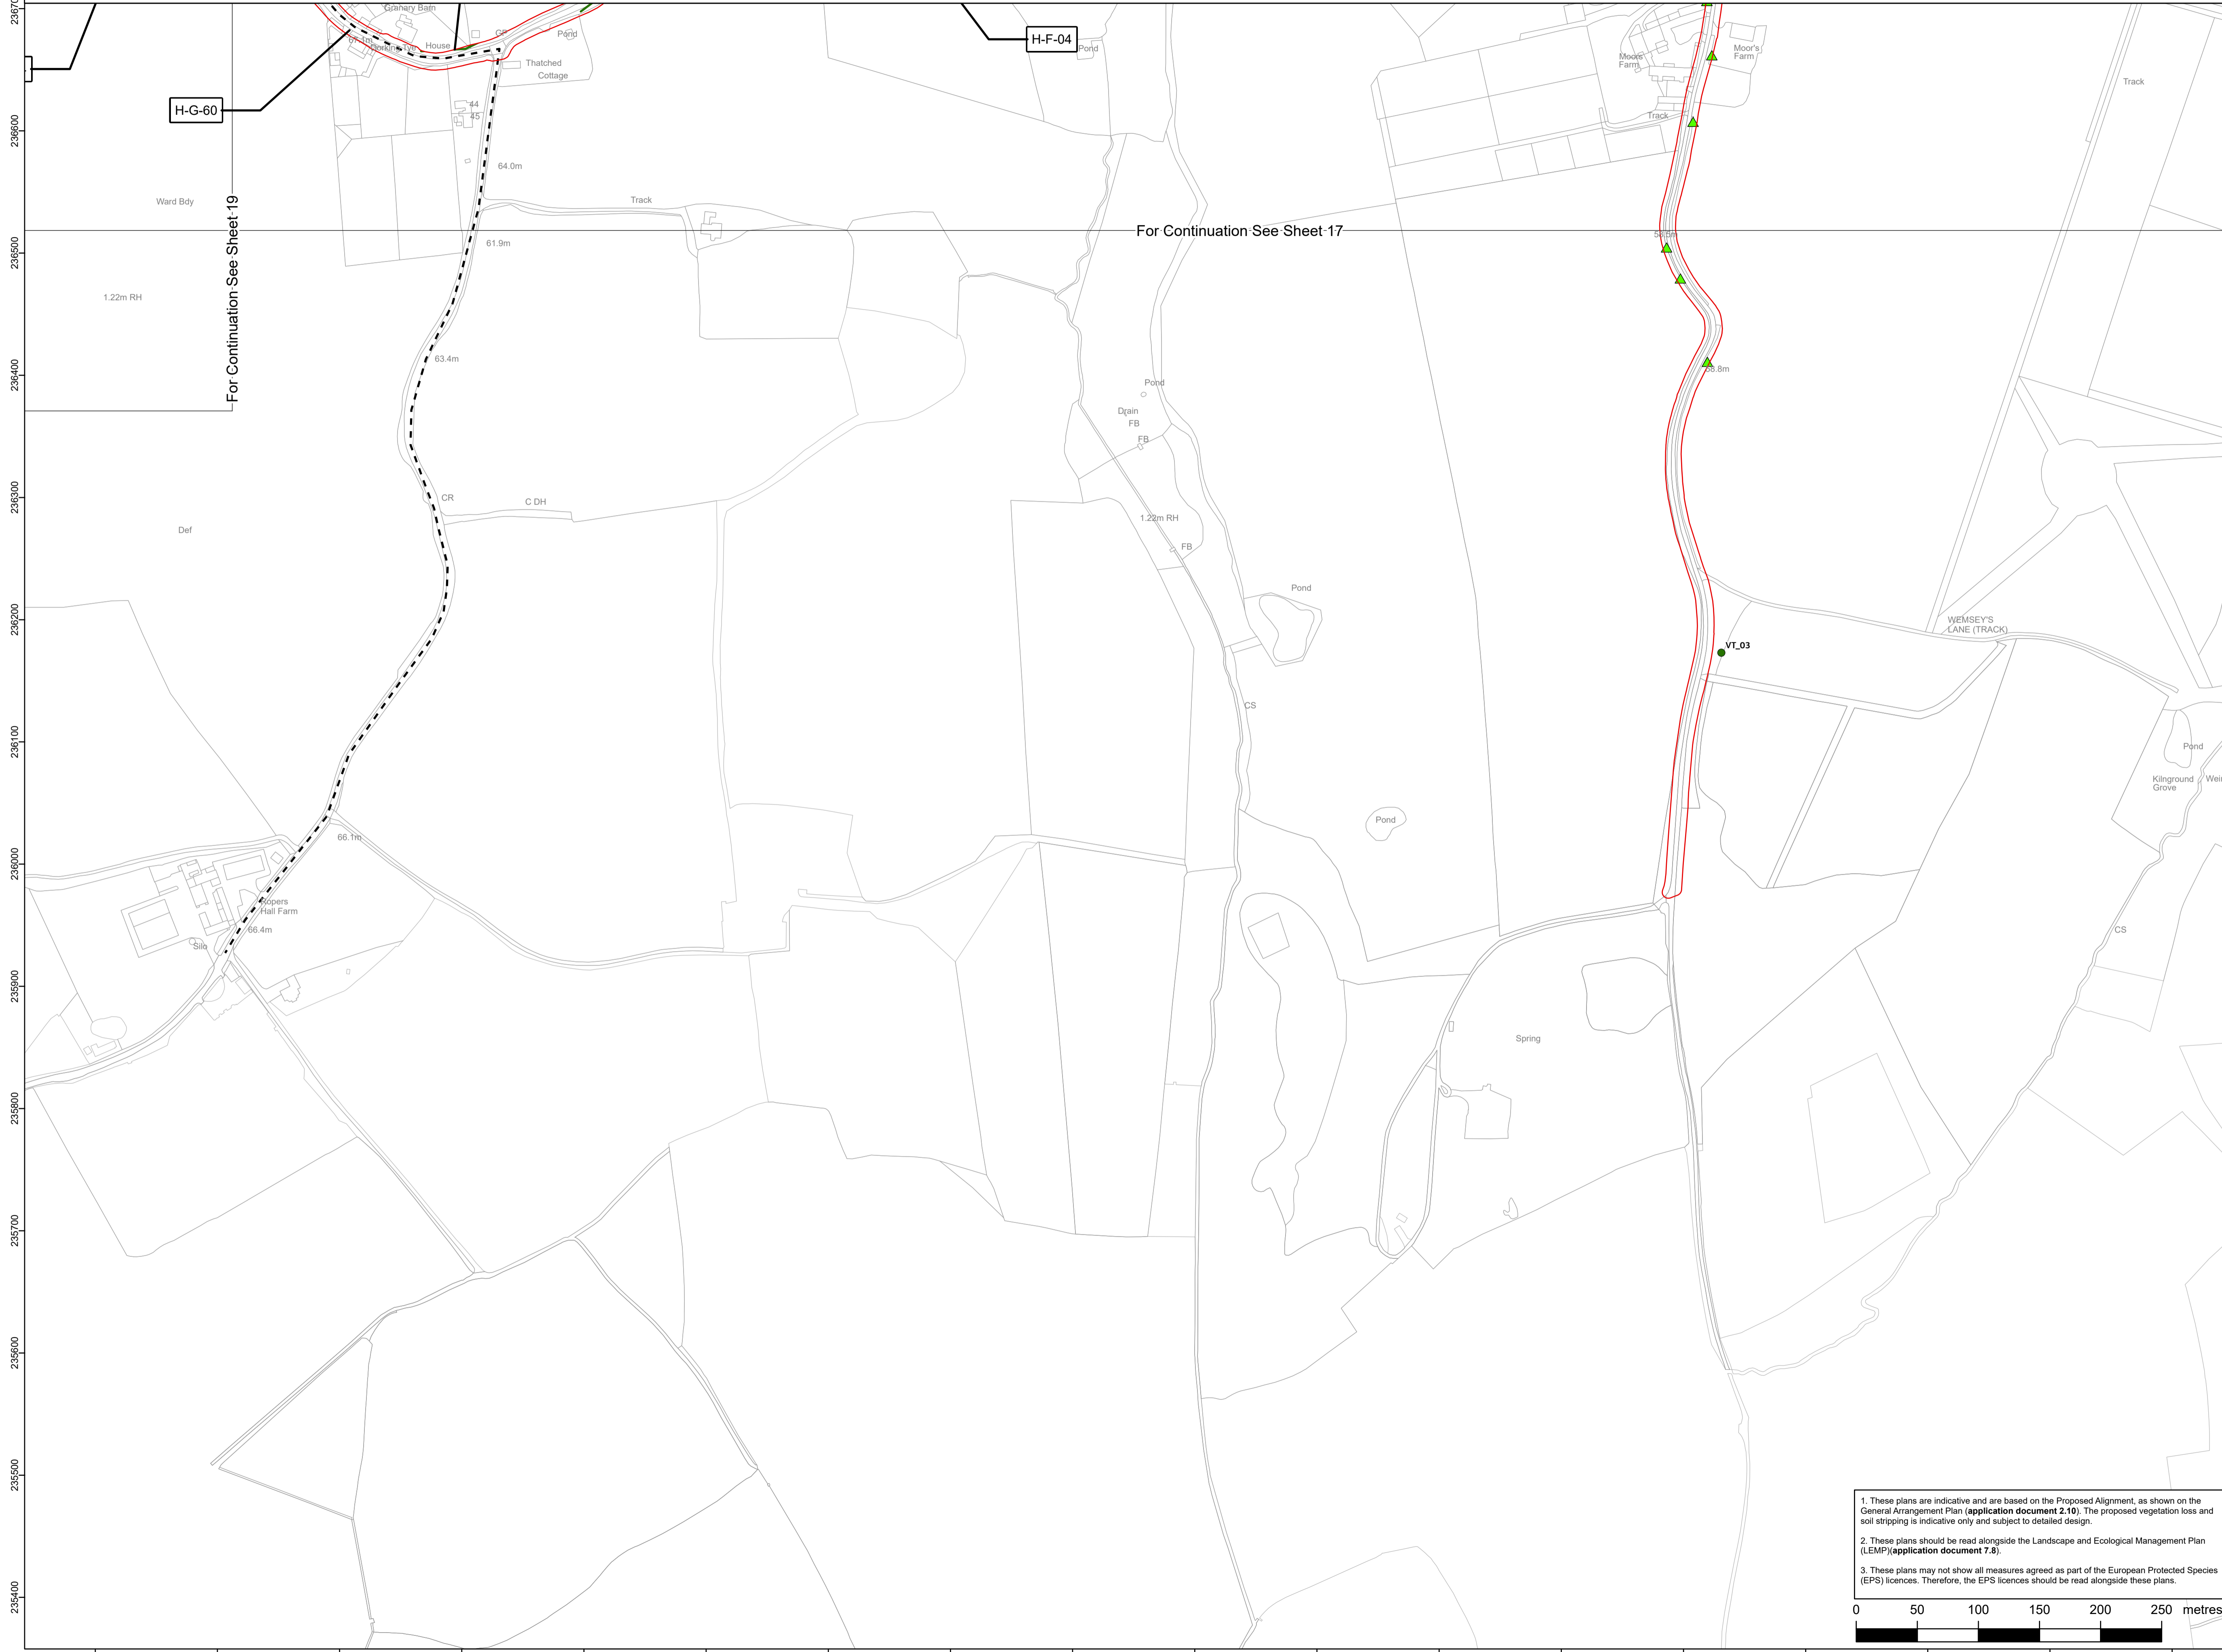 236700
Granary Barn
House
GP
Pond
H-F-04
Pond
Moor's
Farm
Moor's
Farm
Track
67.1m
Dorking Tye
Thatched
Cottage
H-G-60
44
45
Track
236600
64.0m
Ward Bdy
Track
For Continuation See Sheet 19
For Continuation See Sheet 17
61.9m
236500
1.22m RH
63.4m
58.8m
236400
Pond
Drain
FB
FB
236300
CR
C DH
1.22m RH
Def
FB
Pond
236200
WEMSEY'S
LANE (TRACK)
VT_03
CS
236100
Pond
Kilnground
Grove
Weir
66.1m
Pond
236000
Ropers
Hall Farm
66.4m
Silo
CS
235900
Spring
235800
235700
235600
235500
1. These plans are indicative and are based on the Proposed Alignment, as shown on the
General Arrangement Plan (application document 2.10). The proposed vegetation loss and
soil stripping is indicative only and subject to detailed design.
2. These plans should be read alongside the Landscape and Ecological Management Plan
(LEMP)(application document 7.8).
3. These plans may not show all measures agreed as part of the European Protected Species
(EPS) licences. Therefore, the EPS licences should be read alongside these plans.
235400
0 50 100 150 200 250 metres